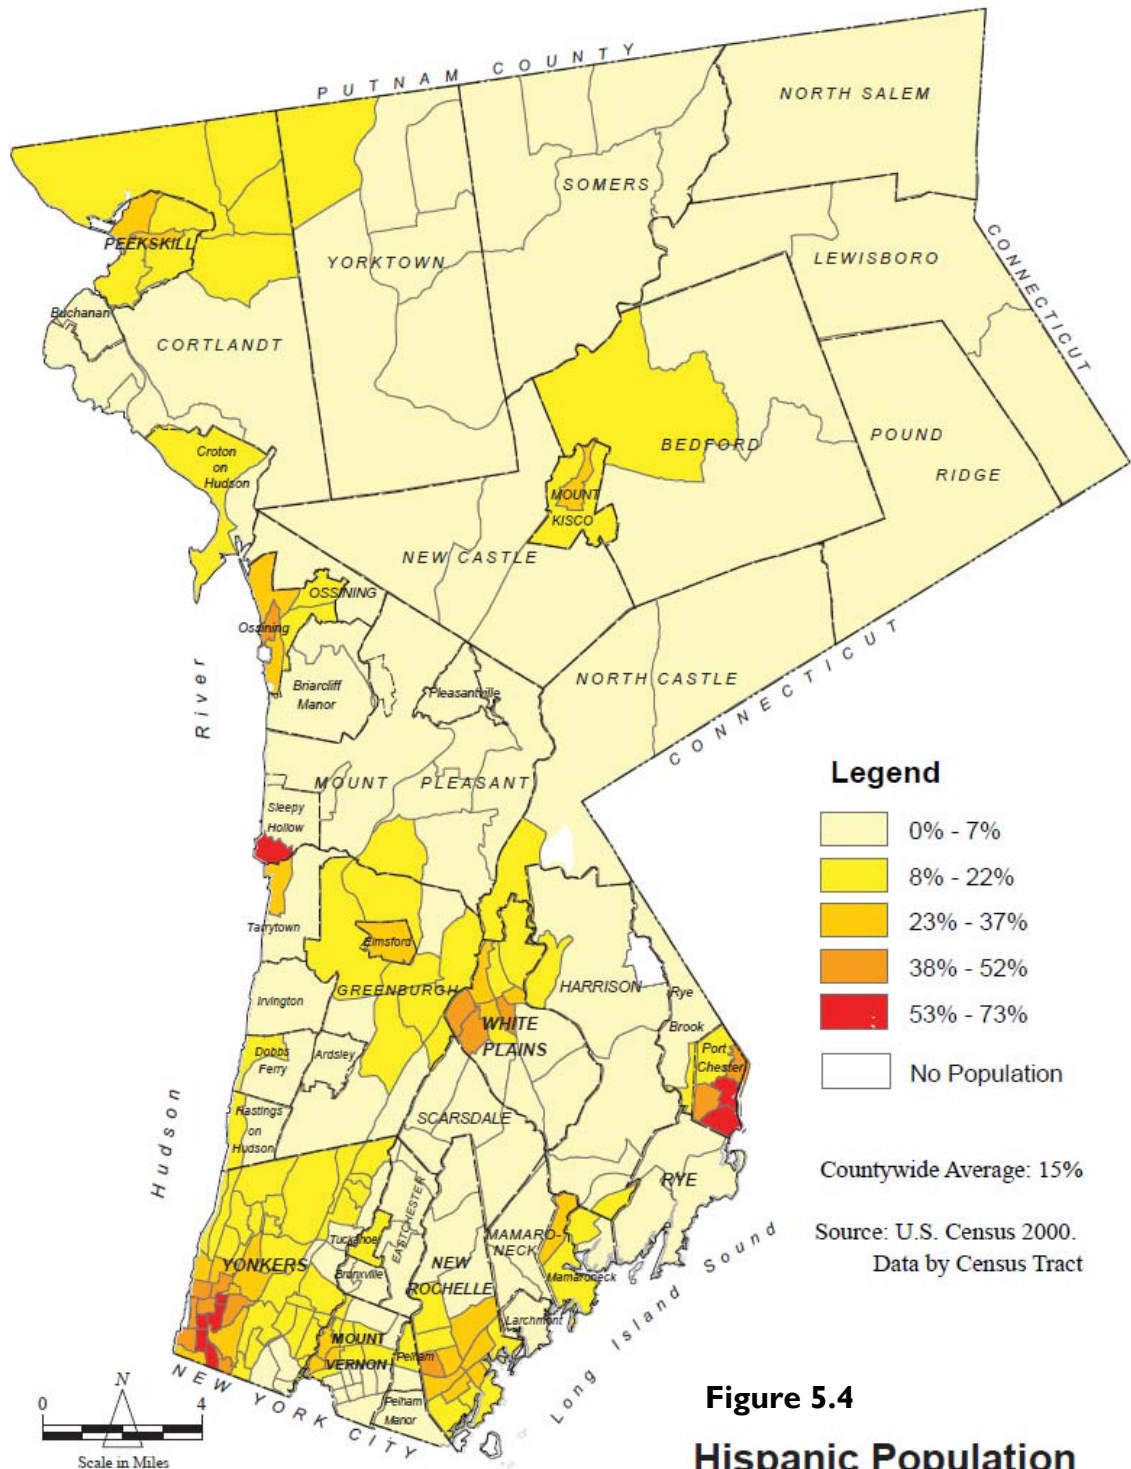 PUTNAM COUNTY
NORTH SALEM
SOMERS
PEEKSKILL
YORKTOWN
LEWISBORO
CONNECTICUT
Buchanan
CORTLANDT
Croton
on
Hudson
BEDFORD
POUND
RIDGE
MOUNT
KISCO
NEW CASTLE
OSSINING
Ossining
River
Briarcliff
Manor
Pleasantville
NORTH CASTLE
CONNECTICUT
MOUNT PLEASANT
Sleepy
Hollow
Legend
0% - 7%
8% - 22%
23% - 37%
38% - 52%
53% - 73%
No Population
Tarrytown
Elmsford
GREENBURGH
HARRISON
Rye
Brook
Irvington
WHITE
PLAINS
Port
Chester
Dobbs
Ferry
Ardsley
Hudson
Hastings
on
Hudson
SCARSDALE
RYE
Countywide Average: 15%
Source: U.S. Census 2000.
Data by Census Tract
EASTCHESTER
Tuckahoe
MAMARO-
NECK
YONKERS
Bronxville
NEW
ROCHELLE
Mamaroneck
Larchmont
Long Island Sound
MOUNT
VERNON
Pelham
Pelham
Manor
NEW YORK CITY
N
0 4
Scale in Miles
Figure 5.4
Hispanic Population